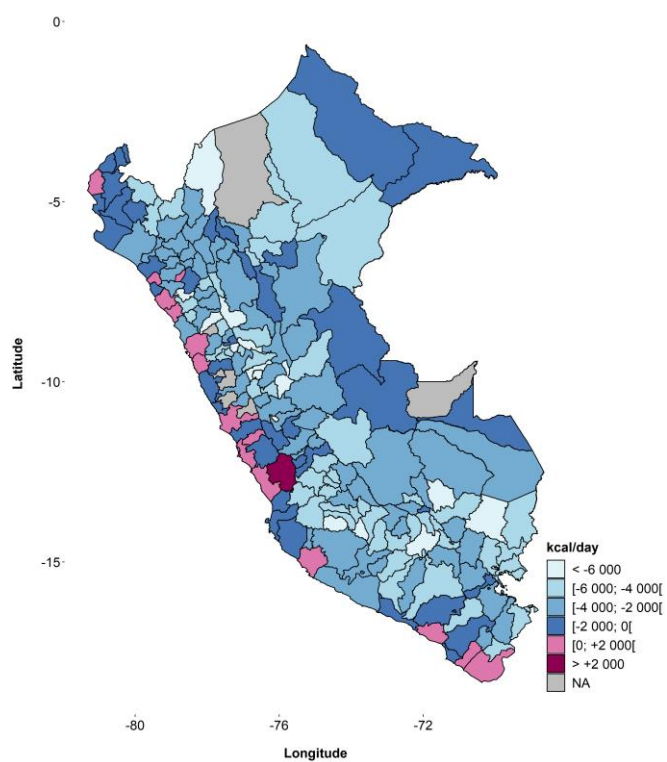 0
-5
-10
-15
Latitude
kcal/day
< -6 000
[-6 000; -4 000[
[-4 000; -2 000[
[-2 000; 0[
[0; +2 000[
> +2 000
NA
-80
-76
-72
Longitude